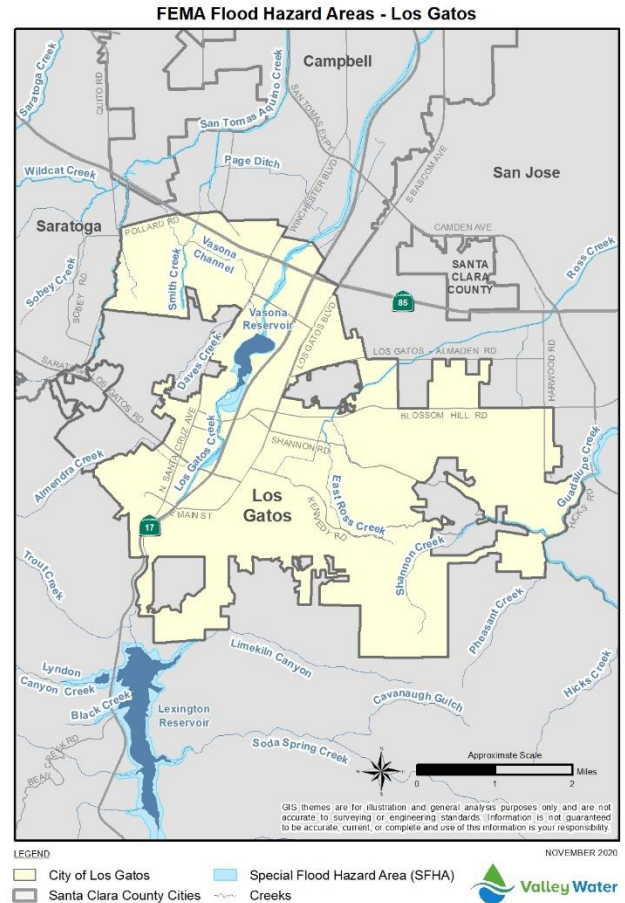 FEMA Flood Hazard Areas - Los Gatos
Saratoga Creek
QUITO RD
San Tomas Aquino Creek
Campbell
SAN TOMAS EXPY
Page Ditch
WINCHESTER BLVD
S BASCOM AVE
San Jose
Wildcat Creek
Saratoga
POLLARD RD
Vasona
Channel
CAMDEN AVE
SANTA
CLARA
COUNTY
Ross Creek
Sobey Creek
SOBEY RD
Smith Creek
Vasona
Reservoir
85
LOS GATOS BLVD
LOS GATOS ALMADEN RD
HARWOOD RD
Daves Creek
SARATOGA LOS GATOS RD
N SANTA CRUZ AVE
Los Gatos Creek
BLOSSOM HILL RD
SHANNON RD
Almendra Creek
Los
Gatos
East Ross Creek
KENNEDY RD
Guadalupe Creek
HICKS RD
E MAIN ST
17
Shannon Creek
Trout Creek
Pheasant Creek
Limekiln Canyon
Hicks Creek
Lyndon
Canyon Creek
Black Creek
Lexington
Reservoir
Cavanaugh Gulch
Soda Spring Creek
BEAR CREEK RD
Approximate Scale
0 1 2
Miles
GIS themes are for illustration and general analysis purposes only and are not
accurate to surveying or engineering standards. Information is not guaranteed
to be accurate, current, or complete and use of this information is your responsibility.
LEGEND
NOVEMBER 2020
City of Los Gatos
Special Flood Hazard Area (SFHA)
Santa Clara County Cities
Creeks
Valley Water